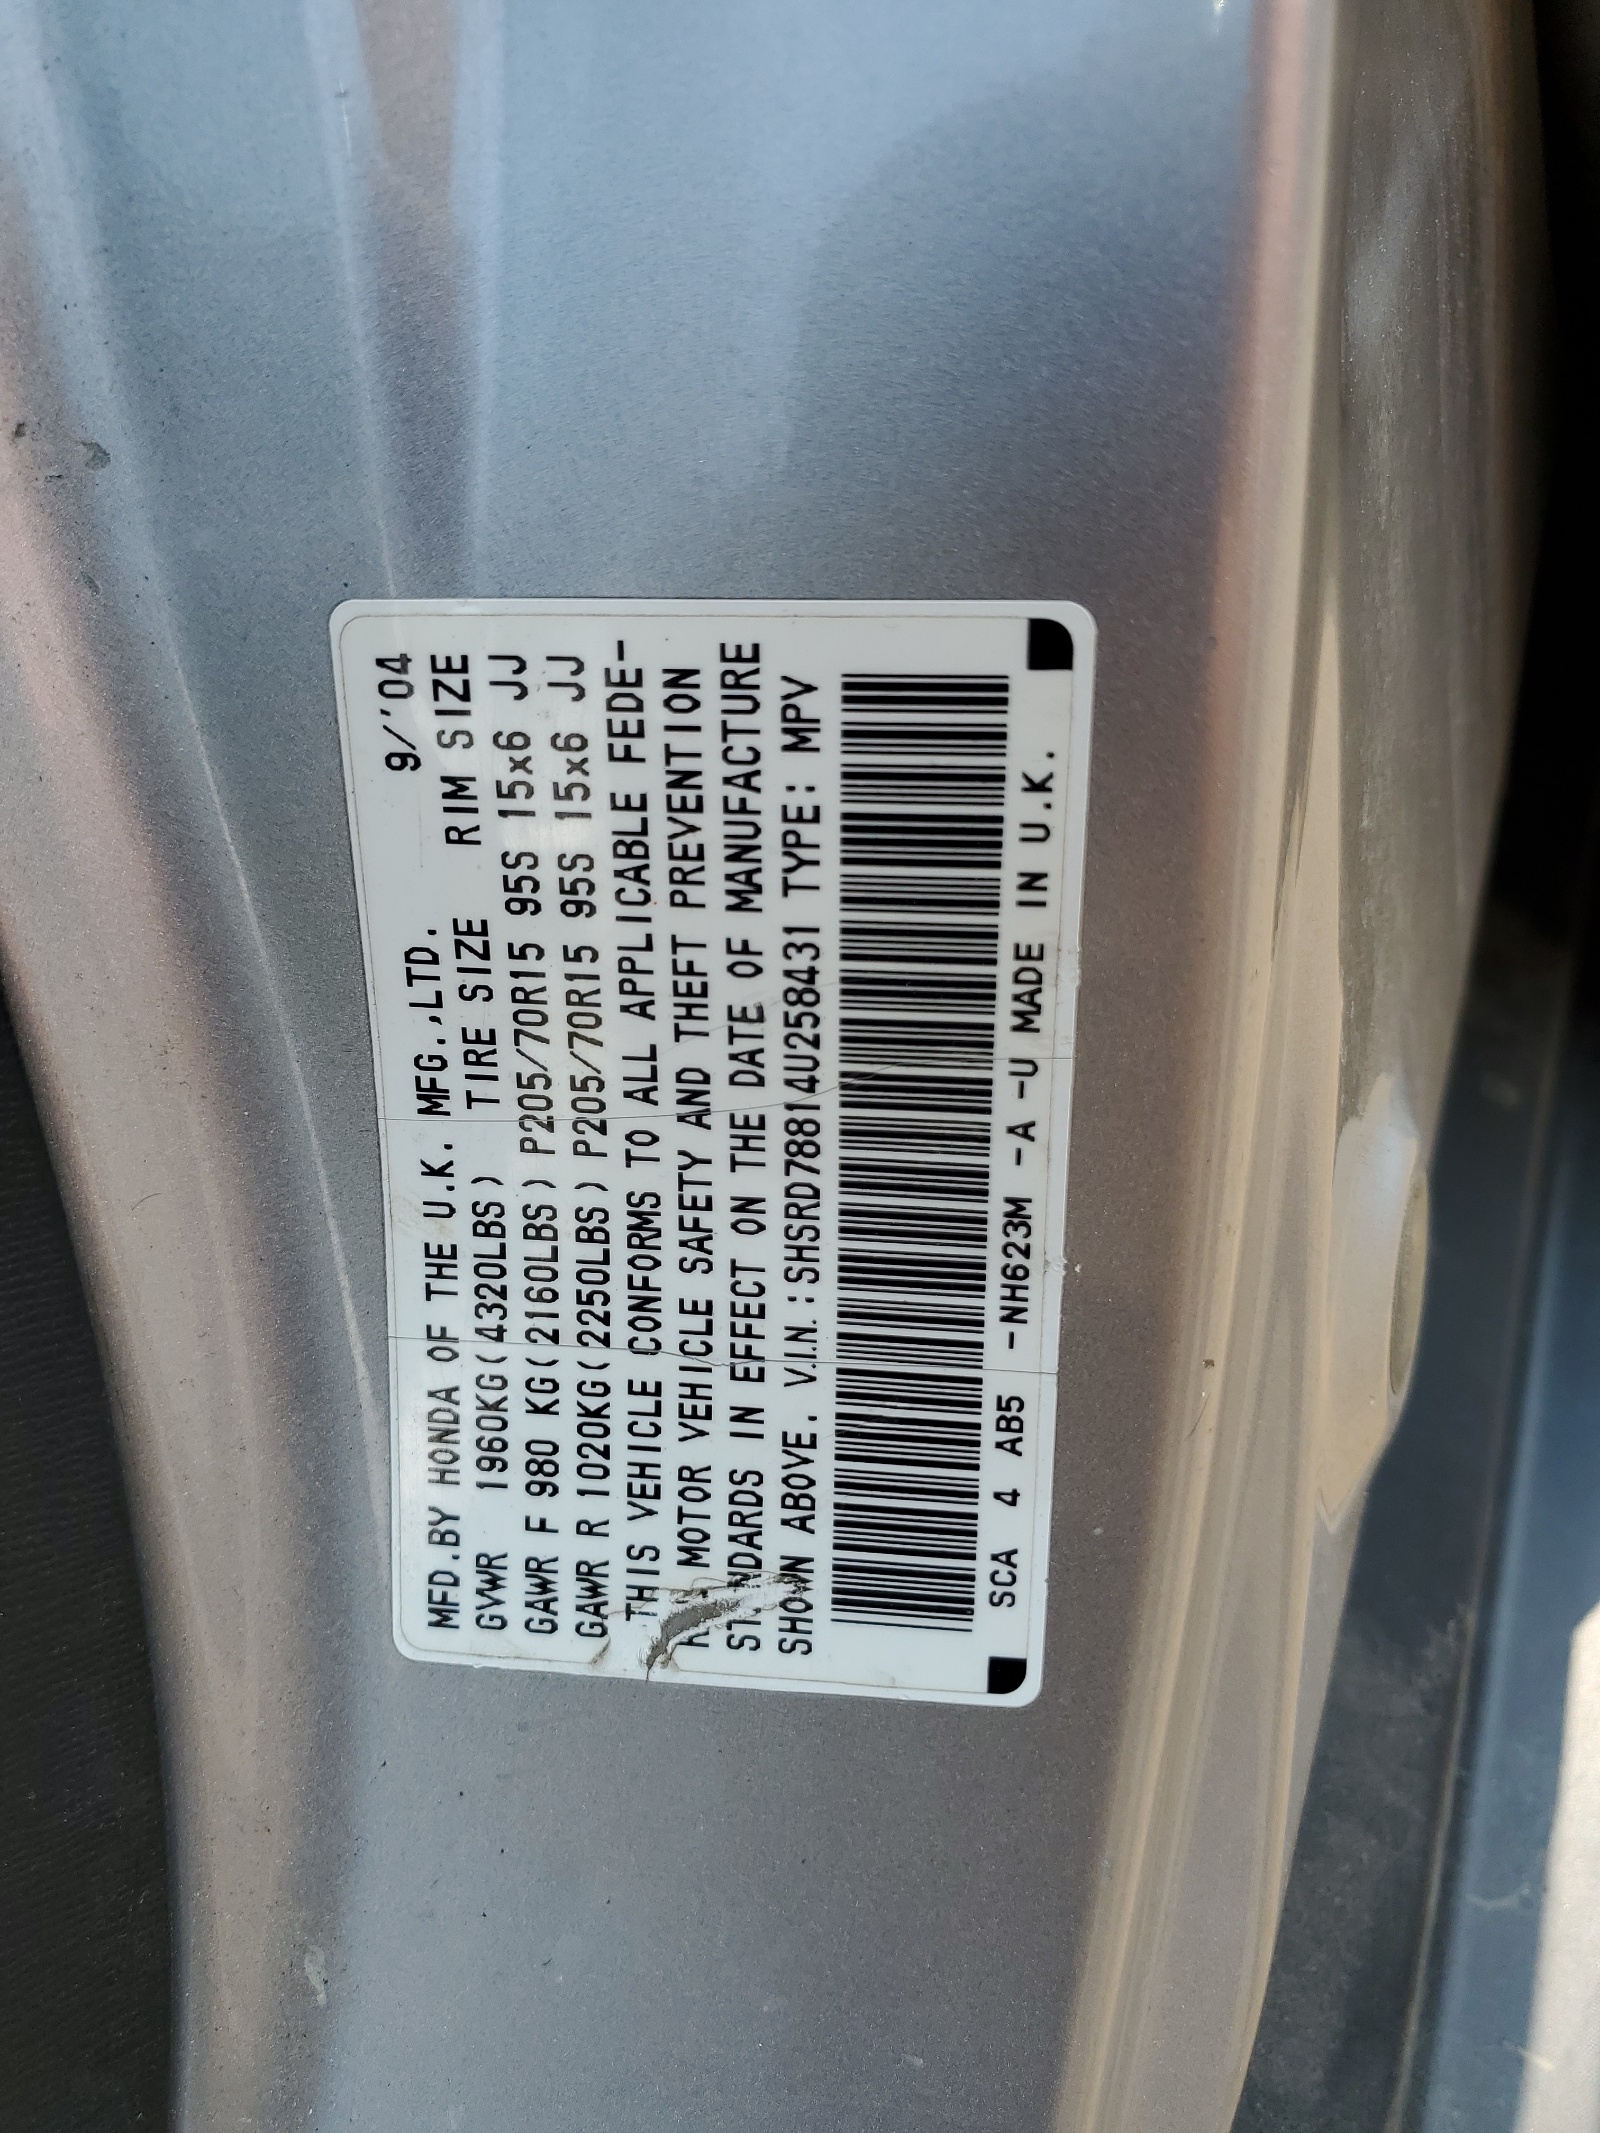 MFD.BY HONDA OF THE U.K. MFG.,LTD. 9/'04
GVWR 1960KG(4320LBS) TIRE SIZE RIM SIZE
GAWR F 980 KG(2160LBS) P205/70R15 95S 15x6 JJ
GAWR R 1020KG(2250LBS) P205/70R15 95S 15x6 JJ
THIS VEHICLE CONFORMS TO ALL APPLICABLE FEDE-
MOTOR VEHICLE SAFETY AND THEFT PREVENTION
STANDARDS IN EFFECT ON THE DATE OF MANUFACTURE
SHOWN ABOVE. V.I.N.:SHSRD78814U258431 TYPE: MPV
SCA 4 AB5 -NH623M -A -U MADE IN U.K.